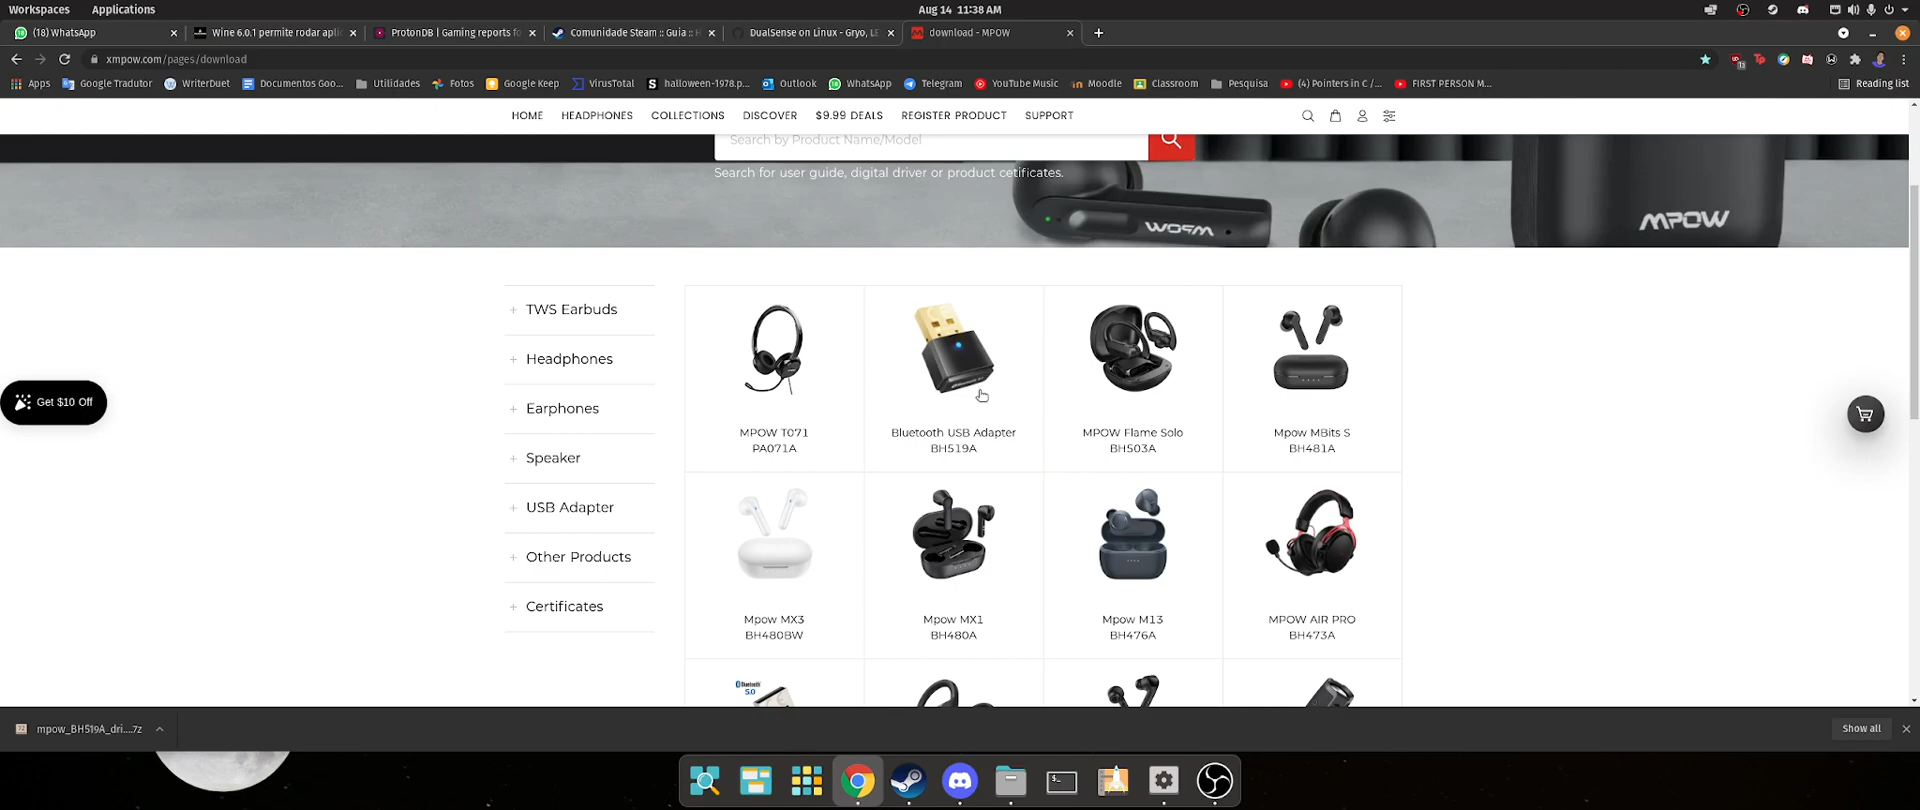 Workspaces Applications Aug 14 11:38 AM
(18) WhatsApp Wine 6.0.1 permite rodar aplic ProtonDB | Gaming reports fo Comunidade Steam :: Guia :: H DualSense on Linux - Gryo, LE download - MPOW
xmpow.com/pages/download
Apps Google Tradutor WriterDuet Documentos Goo... Utilidades Fotos Google Keep VirusTotal halloween-1978.p... Outlook WhatsApp Telegram YouTube Music Moodle Classroom Pesquisa (4) Pointers in C /... FIRST PERSON M... Reading list
HOME HEADPHONES COLLECTIONS DISCOVER $9.99 DEALS REGISTER PRODUCT SUPPORT
Search by Product Name/Model
Search for user guide, digital driver or product cetificates.
MPOW
MPOW
TWS Earbuds
Headphones
Earphones
Speaker
USB Adapter
Other Products
Certificates
Get $10 Off
MPOW T071
PA071A
Bluetooth USB Adapter
BH519A
MPOW Flame Solo
BH503A
Mpow MBits S
BH481A
Mpow MX3
BH480BW
Mpow MX1
BH480A
Mpow M13
BH476A
MPOW AIR PRO
BH473A
Bluetooth
5.0
mpow_BH519A_dri....7z Show all